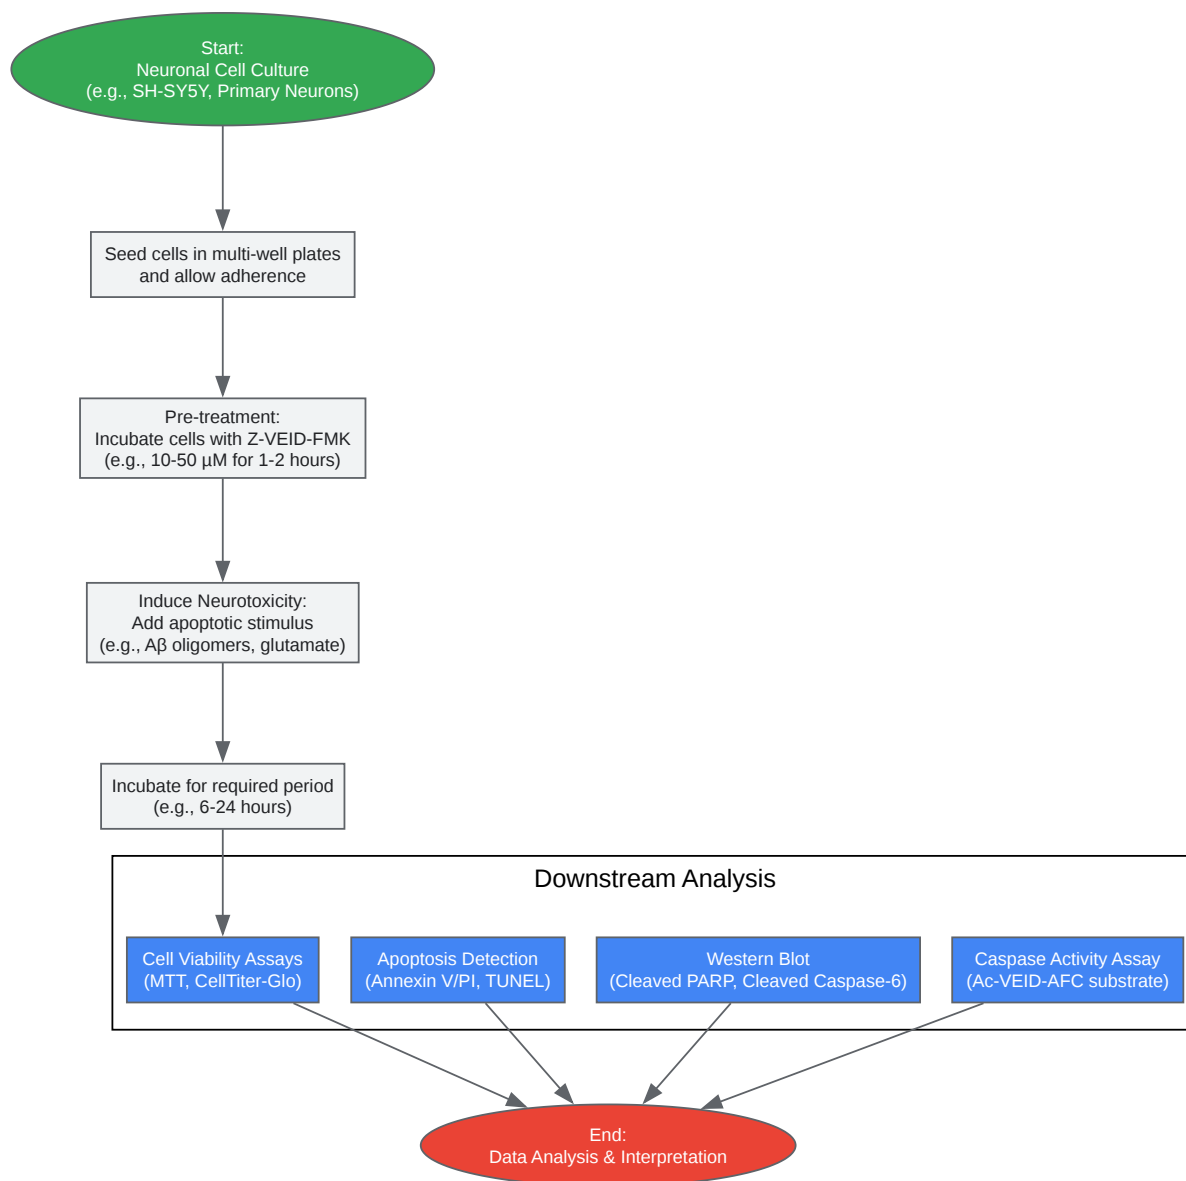 Start:
Neuronal Cell Culture
(e.g., SH-SY5Y, Primary Neurons)
Seed cells in multi-well plates
and allow adherence
Pre-treatment:
Incubate cells with Z-VEID-FMK
(e.g., 10-50 µM for 1-2 hours)
Induce Neurotoxicity:
Add apoptotic stimulus
(e.g., Aβ oligomers, glutamate)
Incubate for required period
(e.g., 6-24 hours)
Downstream Analysis
Cell Viability Assays
(MTT, CellTiter-Glo)
Apoptosis Detection
(Annexin V/PI, TUNEL)
Western Blot
(Cleaved PARP, Cleaved Caspase-6)
Caspase Activity Assay
(Ac-VEID-AFC substrate)
End:
Data Analysis & Interpretation